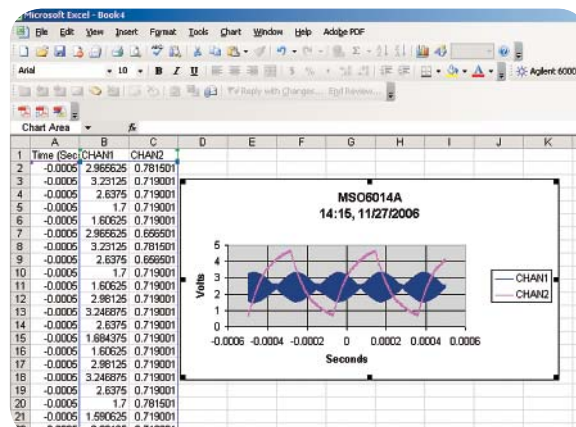 Microsoft Excel - Book4
File Edit View Insert Format Tools Chart Window Help Adobe PDF
Arial 10 B I U $ % Agilent 6000
Reply with Changes... End Review...
Chart Area fx
A B C D E F G H I J K
1 Time (Sec CHAN1 CHAN2
2 -0.0005 2.965625 0.781501
3 -0.0005 3.23125 0.719001
4 -0.0005 2.6375 0.719001
5 -0.0005 1.7 0.719001
6 -0.0005 1.60625 0.719001
7 -0.0005 2.965625 0.656501
8 -0.0005 3.23125 0.781501
9 -0.0005 2.6375 0.656501
10 -0.0005 1.7 0.719001
11 -0.0005 1.60625 0.719001
12 -0.0005 2.98125 0.719001
13 -0.0005 3.246875 0.719001
14 -0.0005 2.6375 0.719001
15 -0.0005 1.684375 0.719001
16 -0.0005 1.60625 0.719001
17 -0.0005 2.98125 0.719001
18 -0.0005 3.246875 0.719001
19 -0.0005 2.6375 0.719001
20 -0.0005 1.7 0.781501
21 -0.0005 1.590625 0.719001
MSO6014A
14:15, 11/27/2006
Volts
5
4
3
2
1
0
-0.0006 -0.0004 -0.0002 0 0.0002 0.0004 0.0006
Seconds
CHAN1
CHAN2